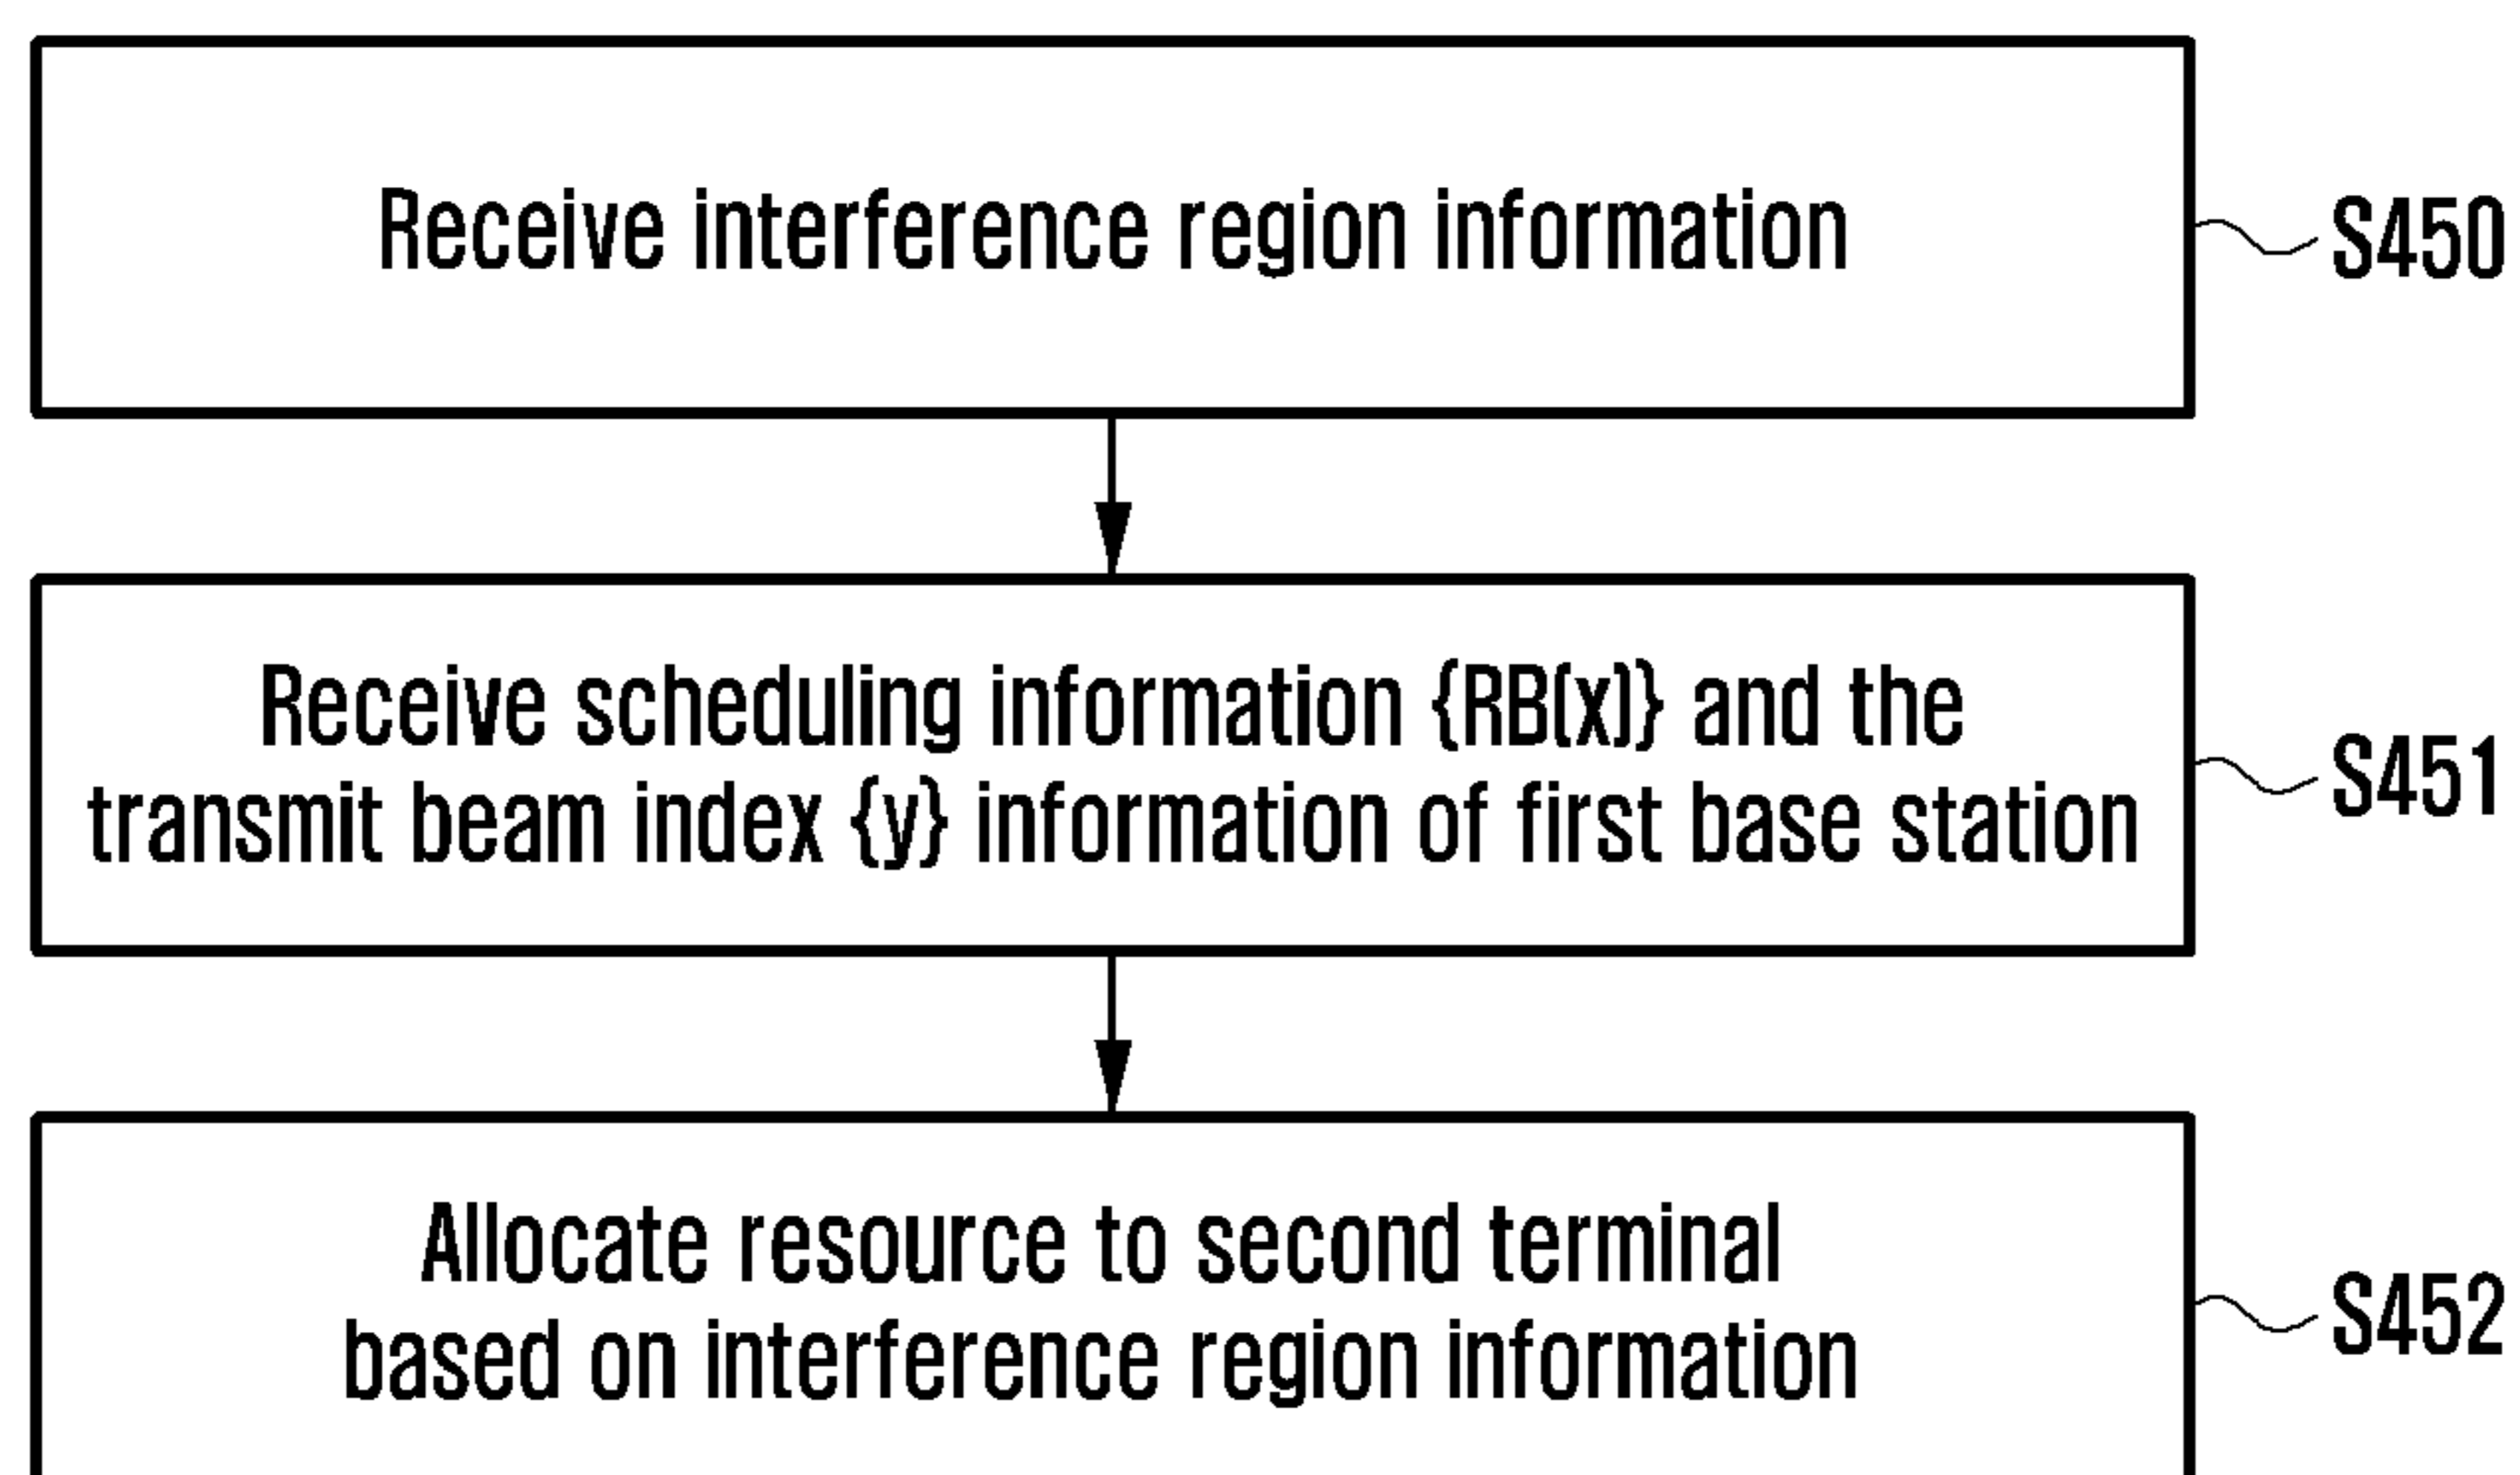 Receive interference region information
S450
Receive scheduling information {RB(x)} and the
transmit beam index {y} information of first base station
S451
Allocate resource to second terminal
based on interference region information
S452